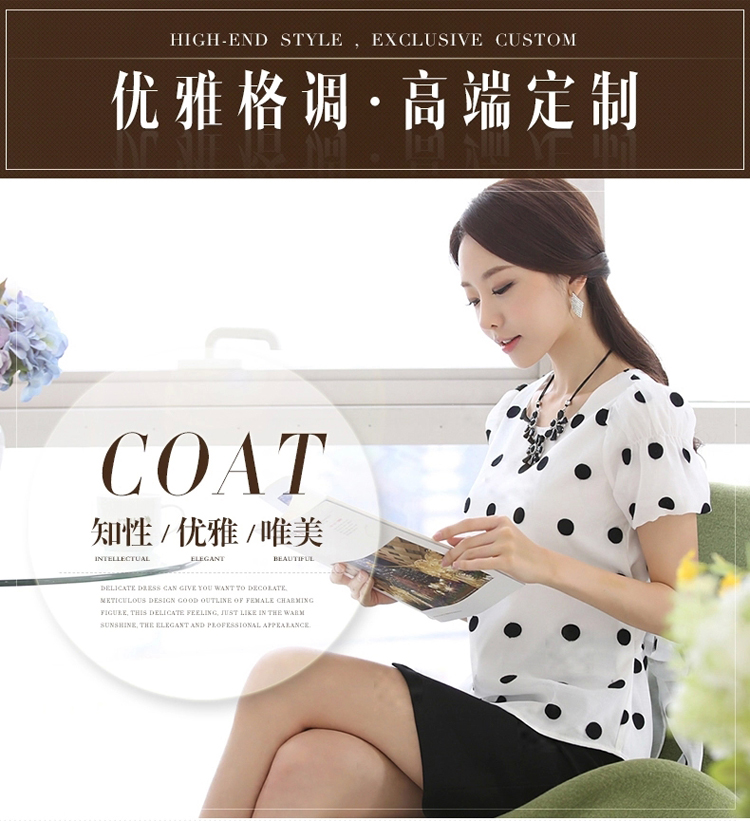 HIGH-END STYLE , EXCLUSIVE CUSTOM
优雅格调·高端定制
COAT
知性 / 优雅 / 唯美
INTELLECTUAL ELEGANT BEAUTIFUL
DELICATE DRESS CAN GIVE YOU WANT TO DECORATE,
METICULOUS DESIGN GOOD OUTLINE OF FEMALE CHARMING
FIGURE, THIS DELICATE FEELING, JUST LIKE IN THE WARM
SUNSHINE, THE ELEGANT AND PROFESSIONAL APPEARANCE.